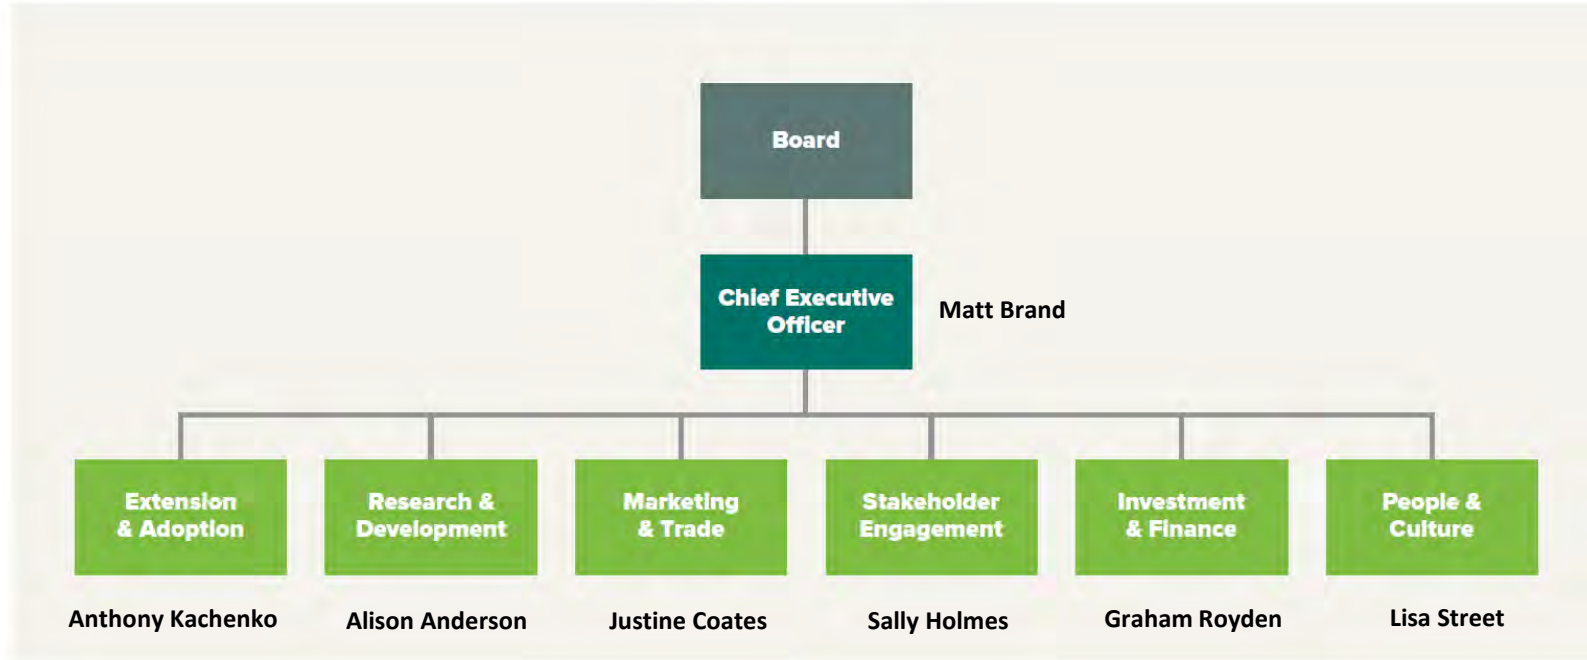 Board
Chief Executive
Officer
Matt Brand
Extension
& Adoption
Research &
Development
Marketing
& Trade
Stakeholder
Engagement
Investment
& Finance
People &
Culture
Anthony Kachenko
Alison Anderson
Justine Coates
Sally Holmes
Graham Royden
Lisa Street